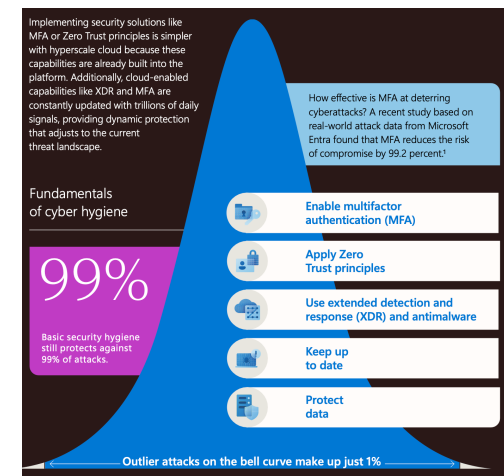 Implementing security solutions like
MFA or Zero Trust principles is simpler
with hyperscale cloud because these
capabilities are already built into the
platform. Additionally, cloud-enabled
capabilities like XDR and MFA are
constantly updated with trillions of daily
signals, providing dynamic protection
that adjusts to the current
threat landscape.
How effective is MFA at deterring
cyberattacks? A recent study based on
real-world attack data from Microsoft
Entra found that MFA reduces the risk
of compromise by 99.2 percent.¹
Fundamentals
of cyber hygiene
99%
Basic security hygiene
still protects against
99% of attacks.
Enable multifactor
authentication (MFA)
Apply Zero
Trust principles
Use extended detection and
response (XDR) and antimalware
Keep up
to date
Protect
data
Outlier attacks on the bell curve make up just 1%